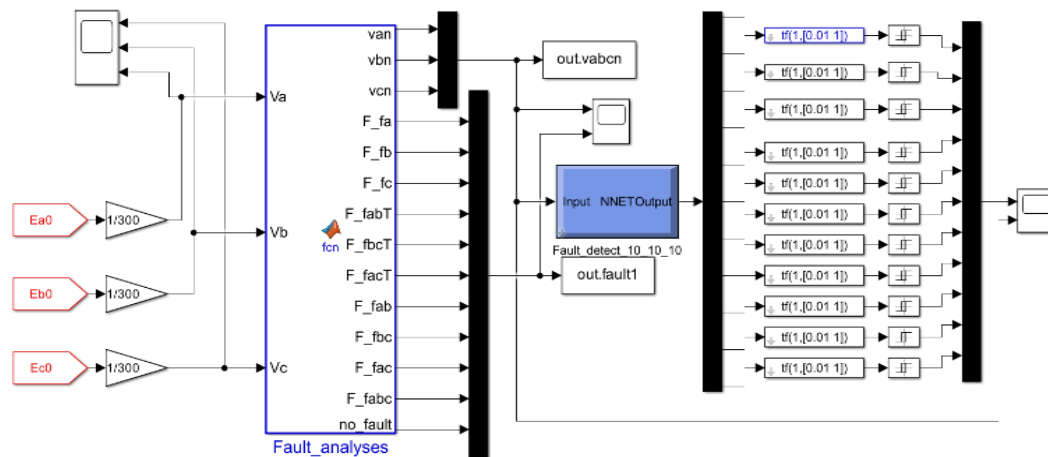 Ea0
Eb0
Ec0
1/300
1/300
1/300
Va
Vb
Vc
fcn
van
vbn
vcn
F_fa
F_fb
F_fc
F_fabT
F_fbcT
F_facT
F_fab
F_fbc
F_fac
F_fabc
no_fault
Fault_analyses
out.vabcn
Input NNETOutput
Fault_detect_10_10_10
out.fault1
tf(1,[0.01 1])
tf(1,[0.01 1])
tf(1,[0.01 1])
tf(1,[0.01 1])
tf(1,[0.01 1])
tf(1,[0.01 1])
tf(1,[0.01 1])
tf(1,[0.01 1])
tf(1,[0.01 1])
tf(1,[0.01 1])
tf(1,[0.01 1])